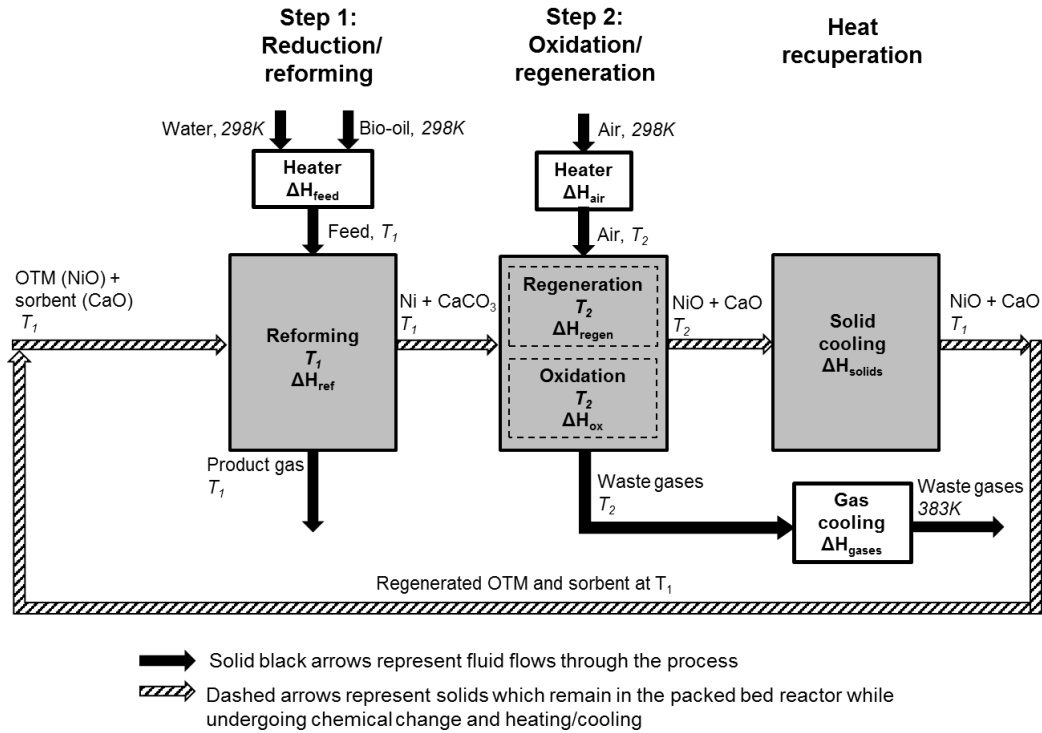 Step 1:
Reduction/
reforming
Step 2:
Oxidation/
regeneration
Heat
recuperation
Water, 298K
Bio-oil, 298K
Air, 298K
Heater
ΔHfeed
Heater
ΔHair
Feed, T1
Air, T2
OTM (NiO) +
sorbent (CaO)
T1
Reforming
T1
ΔHref
Ni + CaCO3
T1
Regeneration
T2
ΔHregen
Oxidation
T2
ΔHox
NiO + CaO
T2
Solid
cooling
ΔHsolids
NiO + CaO
T1
Product gas
T1
Waste gases
T2
Gas
cooling
ΔHgases
Waste gases
383K
Regenerated OTM and sorbent at T1
Solid black arrows represent fluid flows through the process
Dashed arrows represent solids which remain in the packed bed reactor while
undergoing chemical change and heating/cooling